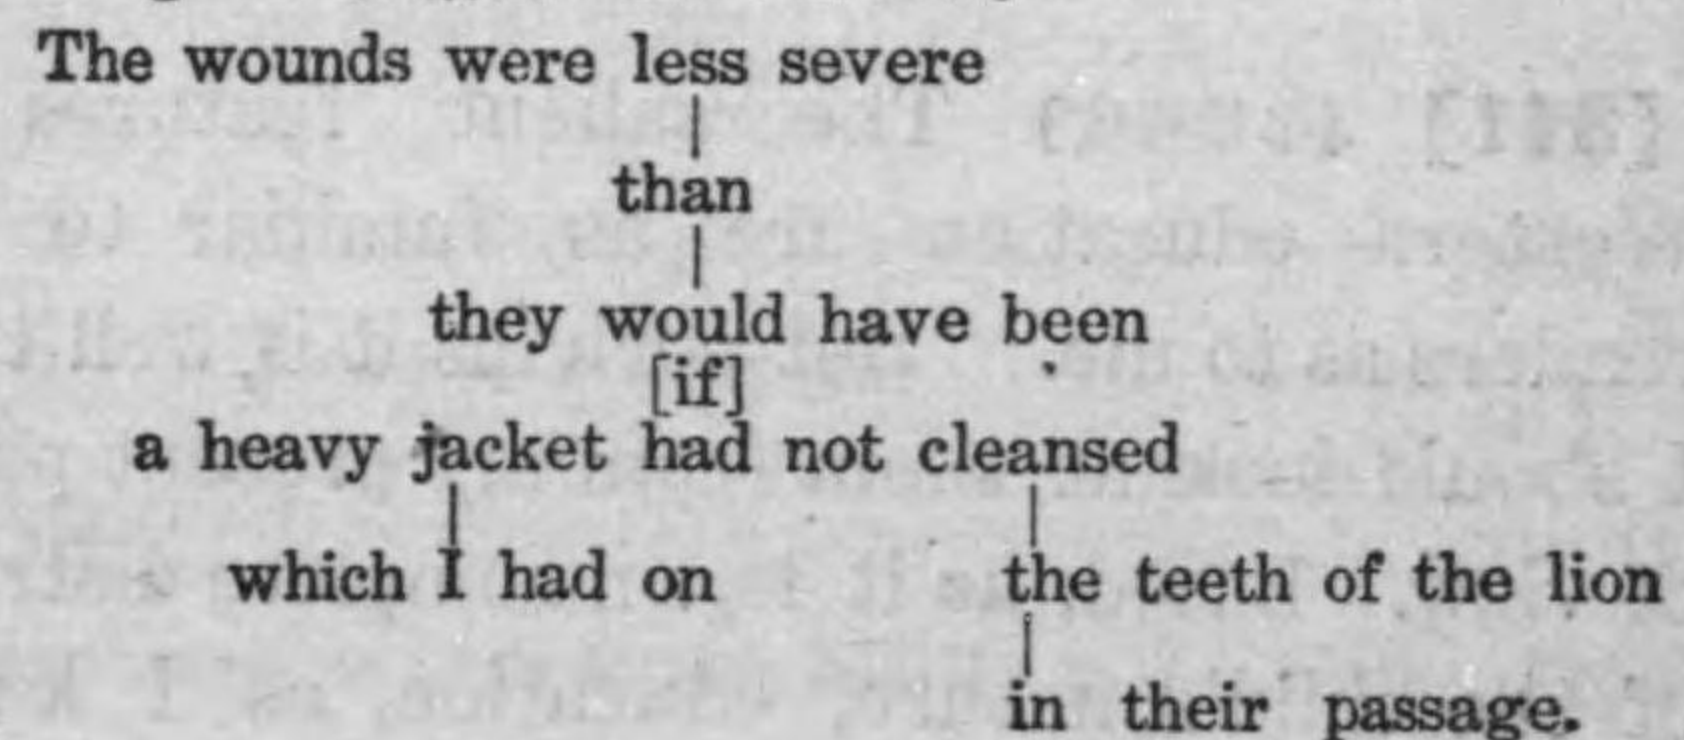 The wounds were less severe
than
they would have been
[if]
a heavy jacket had not cleansed
which I had on the teeth of the lion
in their passage.